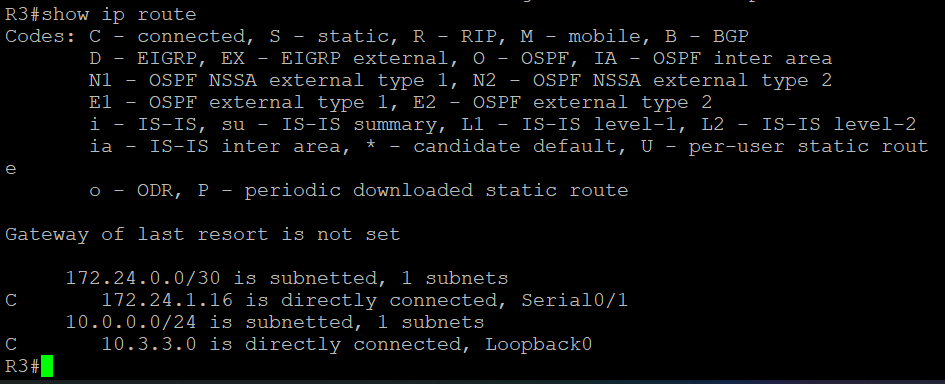 R3#show ip route
Codes: C - connected, S - static, R - RIP, M - mobile, B - BGP
       D - EIGRP, EX - EIGRP external, O - OSPF, IA - OSPF inter area
       N1 - OSPF NSSA external type 1, N2 - OSPF NSSA external type 2
       E1 - OSPF external type 1, E2 - OSPF external type 2
       i - IS-IS, su - IS-IS summary, L1 - IS-IS level-1, L2 - IS-IS level-2
       ia - IS-IS inter area, * - candidate default, U - per-user static rout
e
       o - ODR, P - periodic downloaded static route

Gateway of last resort is not set

     172.24.0.0/30 is subnetted, 1 subnets
C       172.24.1.16 is directly connected, Serial0/1
     10.0.0.0/24 is subnetted, 1 subnets
C       10.3.3.0 is directly connected, Loopback0
R3#